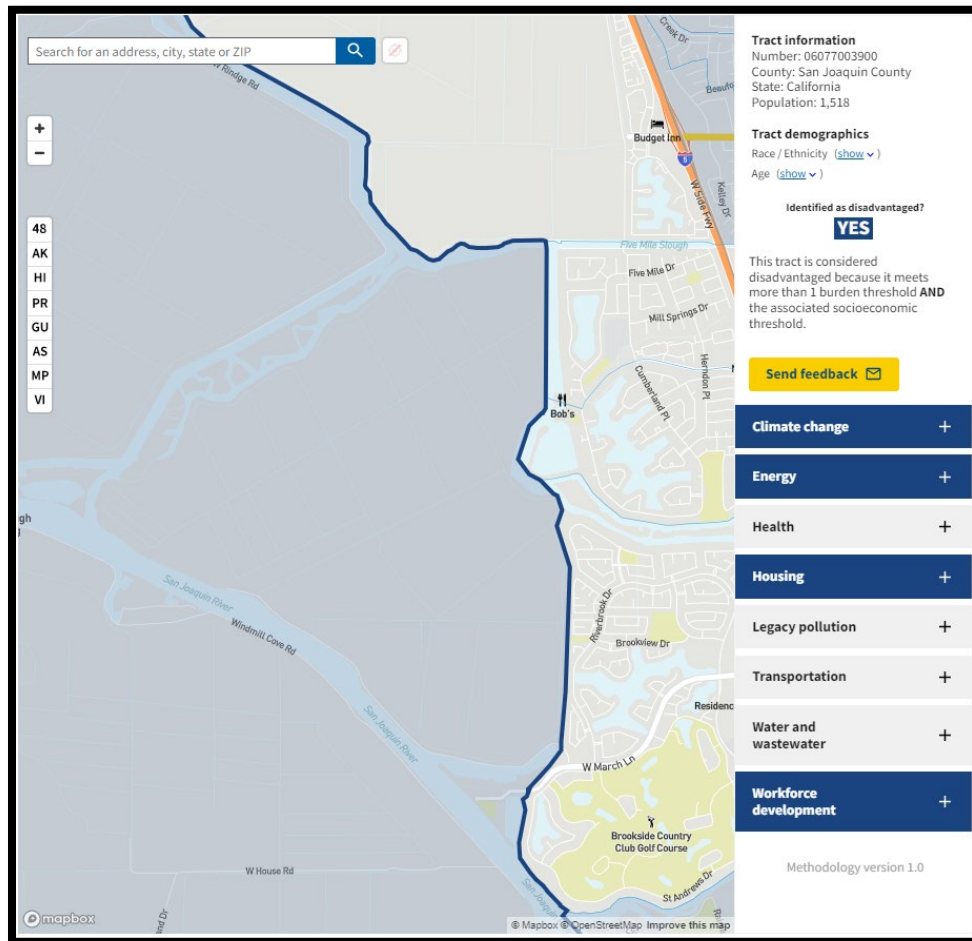 Search for an address, city, state or ZIP
W Rindge Rd
Creek Dr
Budget Inn
5
W Side Fwy
Kelley Dr
+
−
48
AK
HI
PR
GU
AS
MP
VI
Five Mile Slough
Five Mile Dr
Mill Springs Dr
Herndon Pl
Cumberland Pl
Bob's
San Joaquin River
Windmill Cove Rd
Riverbrook Dr
Brookview Dr
San Joaquin River
Residenc
W March Ln
Brookside Country
Club Golf Course
W House Rd
St Andrews Dr
nd Dr
mapbox
© Mapbox © OpenStreetMap Improve this map
Tract information
Number: 06077003900
County: San Joaquin County
State: California
Population: 1,518
Tract demographics
Race / Ethnicity (show)
Age (show)
Identified as disadvantaged?
YES
This tract is considered
disadvantaged because it meets
more than 1 burden threshold AND
the associated socioeconomic
threshold.
Send feedback
Climate change +
Energy +
Health +
Housing +
Legacy pollution +
Transportation +
Water and
wastewater +
Workforce
development +
Methodology version 1.0